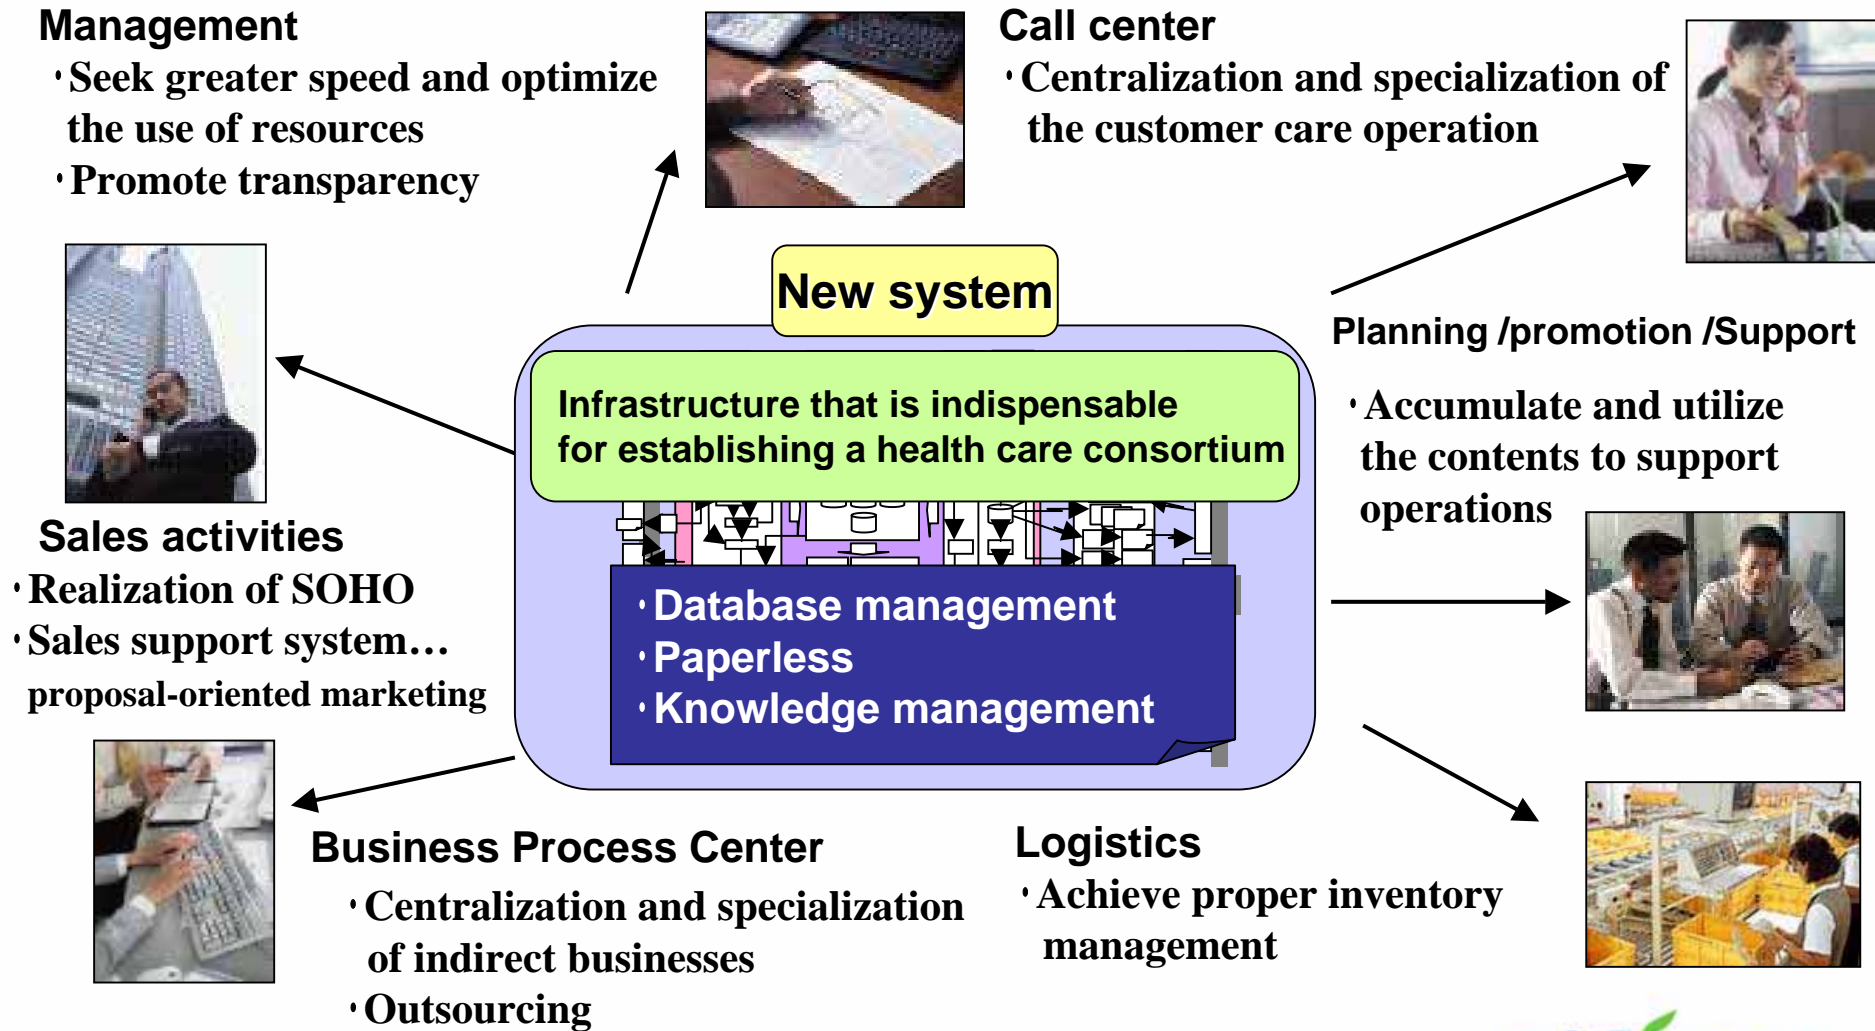 Management
・Seek greater speed and optimize
the use of resources
・Promote transparency
Call center
・Centralization and specialization of
the customer care operation
New system
Infrastructure that is indispensable
for establishing a health care consortium
・Database management
・Paperless
・Knowledge management
Planning /promotion /Support
・Accumulate and utilize
the contents to support
operations
Sales activities
・Realization of SOHO
・Sales support system…
proposal-oriented marketing
Business Process Center
・Centralization and specialization
of indirect businesses
・Outsourcing
Logistics
・Achieve proper inventory
management